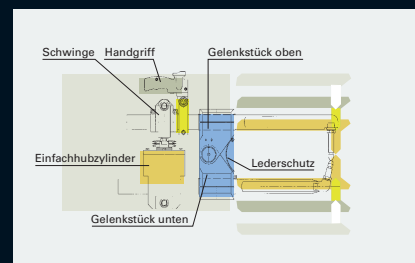 Schwinge Handgriff Gelenkstück oben
Einfachhubzylinder Lederschutz
Gelenkstück unten